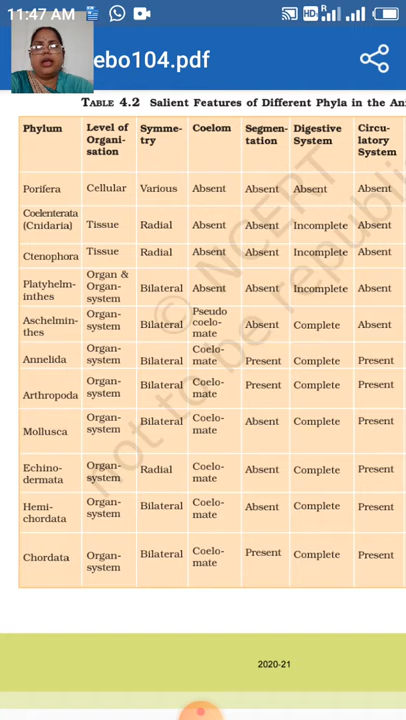 11:47 AM HD R
ebo104.pdf
TABLE 4.2 Salient Features of Different Phyla in the An
Phylum Level of Organi- sation Symme- try Coelom Segmen- tation Digestive System Circu- latory System
Porifera Cellular Various Absent Absent Absent Absent
Coelenterata (Cnidaria) Tissue Radial Absent Absent Incomplete Absent
Ctenophora Tissue Radial Absent Absent Incomplete Absent
Platyhelm- inthes Organ & Organ- system Bilateral Absent Absent Incomplete Absent
Aschelmin- thes Organ- system Bilateral Pseudo coelo- mate Absent Complete Absent
Annelida Organ- system Bilateral Coelo- mate Present Complete Present
Arthropoda Organ- system Bilateral Coelo- mate Present Complete Present
Mollusca Organ- system Bilateral Coelo- mate Absent Complete Present
Echino- dermata Organ- system Radial Coelo- mate Absent Complete Present
Hemi- chordata Organ- system Bilateral Coelo- mate Absent Complete Present
Chordata Organ- system Bilateral Coelo- mate Present Complete Present
© NCERT
not to be republi
2020-21